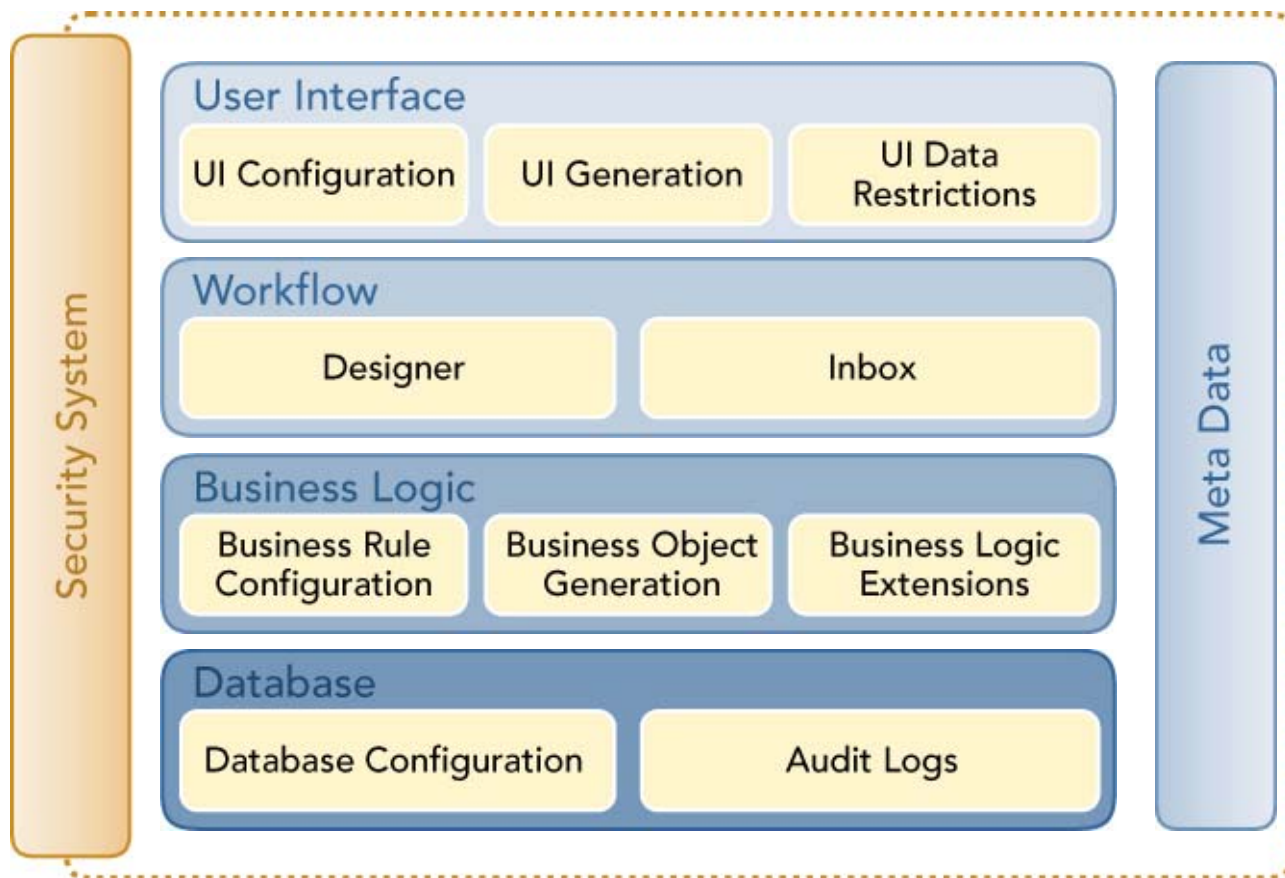 Security System
User Interface
UI Configuration
UI Generation
UI Data
Restrictions
Workflow
Designer
Inbox
Business Logic
Business Rule
Configuration
Business Object
Generation
Business Logic
Extensions
Database
Database Configuration
Audit Logs
Meta Data